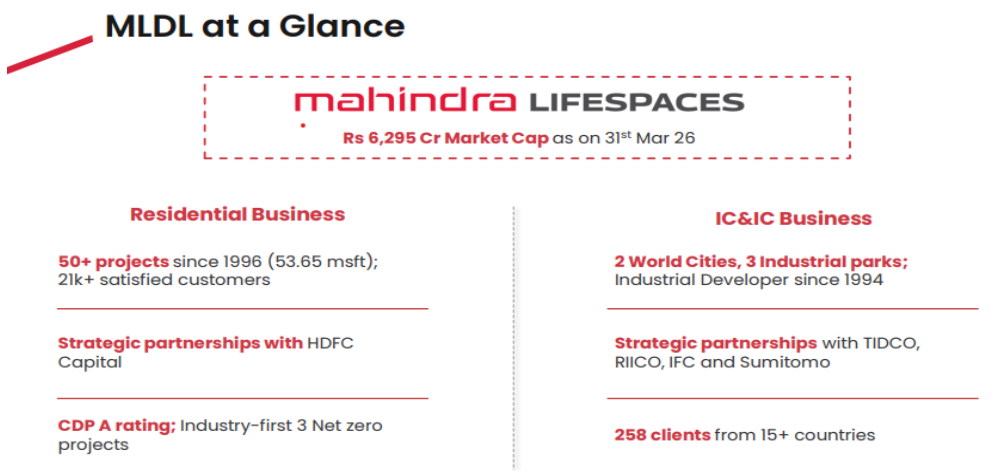 MLDL at a Glance
mahindra LIFESPACES
Rs 6,295 Cr Market Cap as on 31st Mar 26
Residential Business
50+ projects since 1996 (53.65 msft);
21k+ satisfied customers
Strategic partnerships with HDFC
Capital
CDP A rating; Industry-first 3 Net zero
projects
IC&IC Business
2 World Cities, 3 Industrial parks;
Industrial Developer since 1994
Strategic partnerships with TIDCO,
RIICO, IFC and Sumitomo
258 clients from 15+ countries